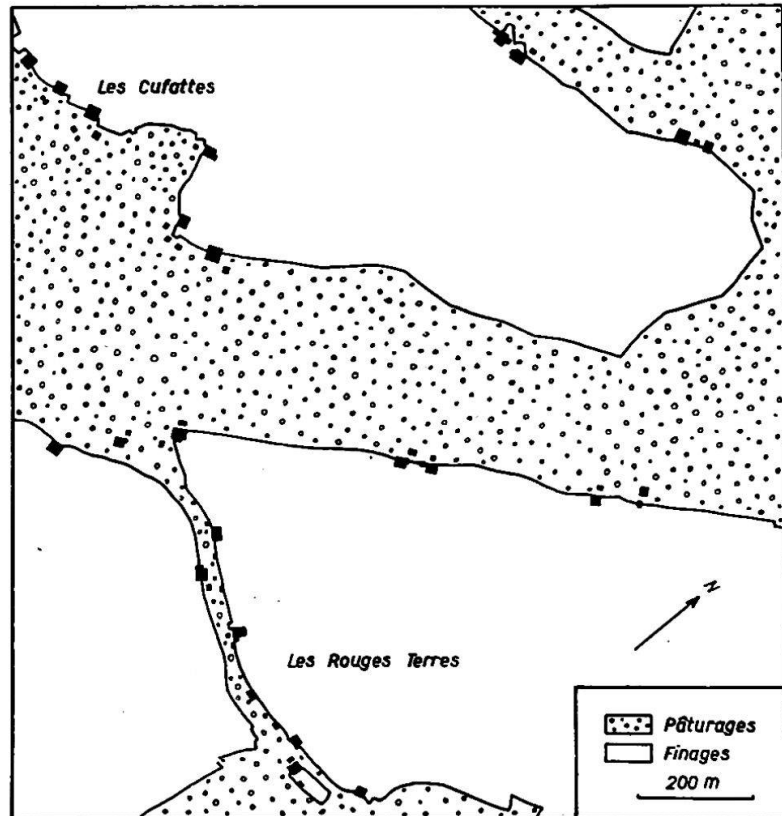 Les Cufattes
N
Les Rouges Terres
Pâturages
Finages
200 m